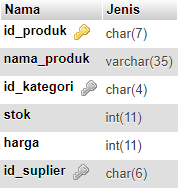 Nama Jenis
id_produk char(7)
nama_produk varchar(35)
id_kategori char(4)
stok int(11)
harga int(11)
id_suplier char(6)